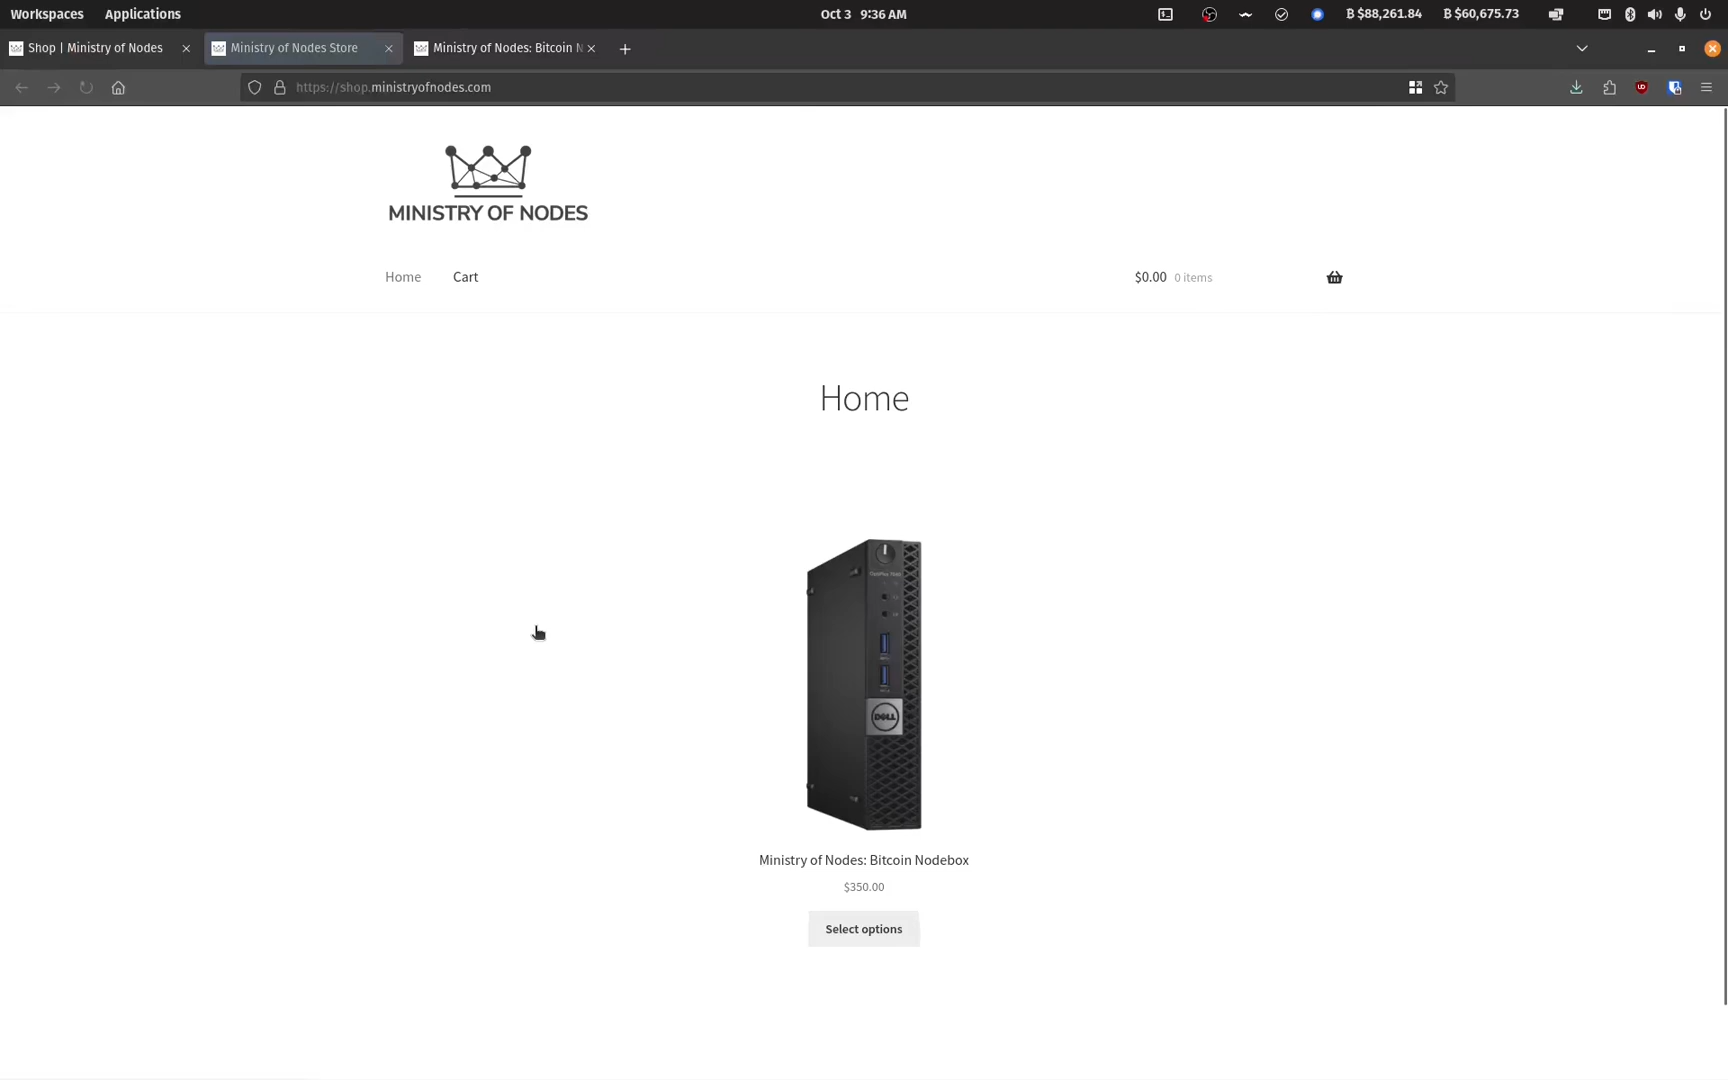 Workspaces Applications Oct 3 9:36 AM ₿ $88,261.84 ₿ $60,675.73
Shop | Ministry of Nodes Ministry of Nodes Store Ministry of Nodes: Bitcoin N
https://shop.ministryofnodes.com
MINISTRY OF NODES
Home Cart $0.00 0 items
Home
DELL
Ministry of Nodes: Bitcoin Nodebox
$350.00
Select options